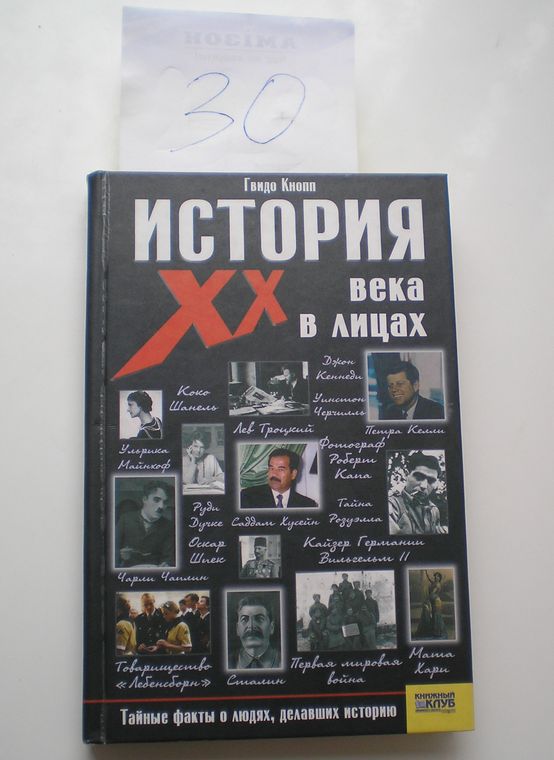 АМІЗОН
30
Гвидо Кнопп
ИСТОРИЯ
XX века
в лицах
Коко
Шанель
Лев Троцкий
Джон
Кеннеди
Уинстон
Черчилль
Петра Келли
Ульрика
Майнхоф
Руди
Дучке
Саддам Хусейн
Фотограф
Роберт
Капа
Тайна
Розуэлла
Чарли Чаплин
Оскар
Шпек
Кайзер Германии
Вильгельм II
Товарищество
«Лебенсборн»
Сталин
Первая мировая
война
Мата
Хари
Тайные факты о людях, делавших историю
КНИЖНЫЙ
КЛУБ